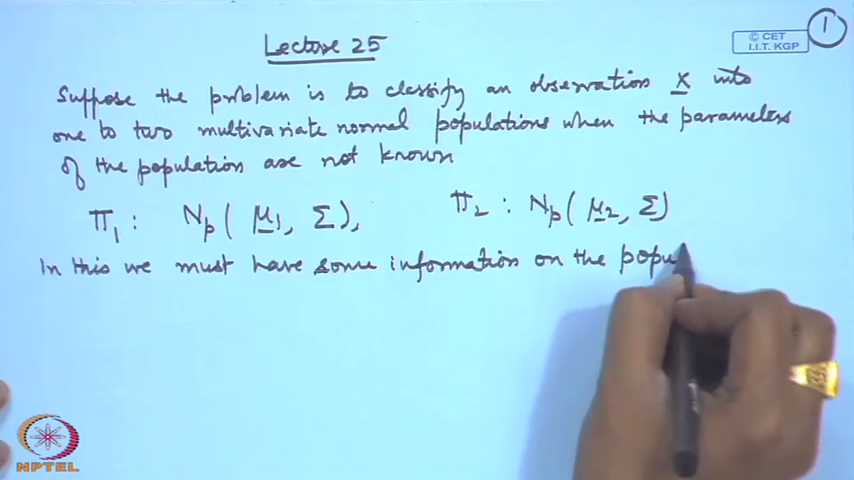 Lecture 25
© CET
I.I.T. KGP
1
Suppose the problem is to classify an observation x into
one to two multivariate normal populations when the parameters
of the population are not known
Π₁ : Nₚ( μ₁, Σ), Π₂ : Nₚ( μ₂, Σ)
In this we must have some information on the popu
NPTEL